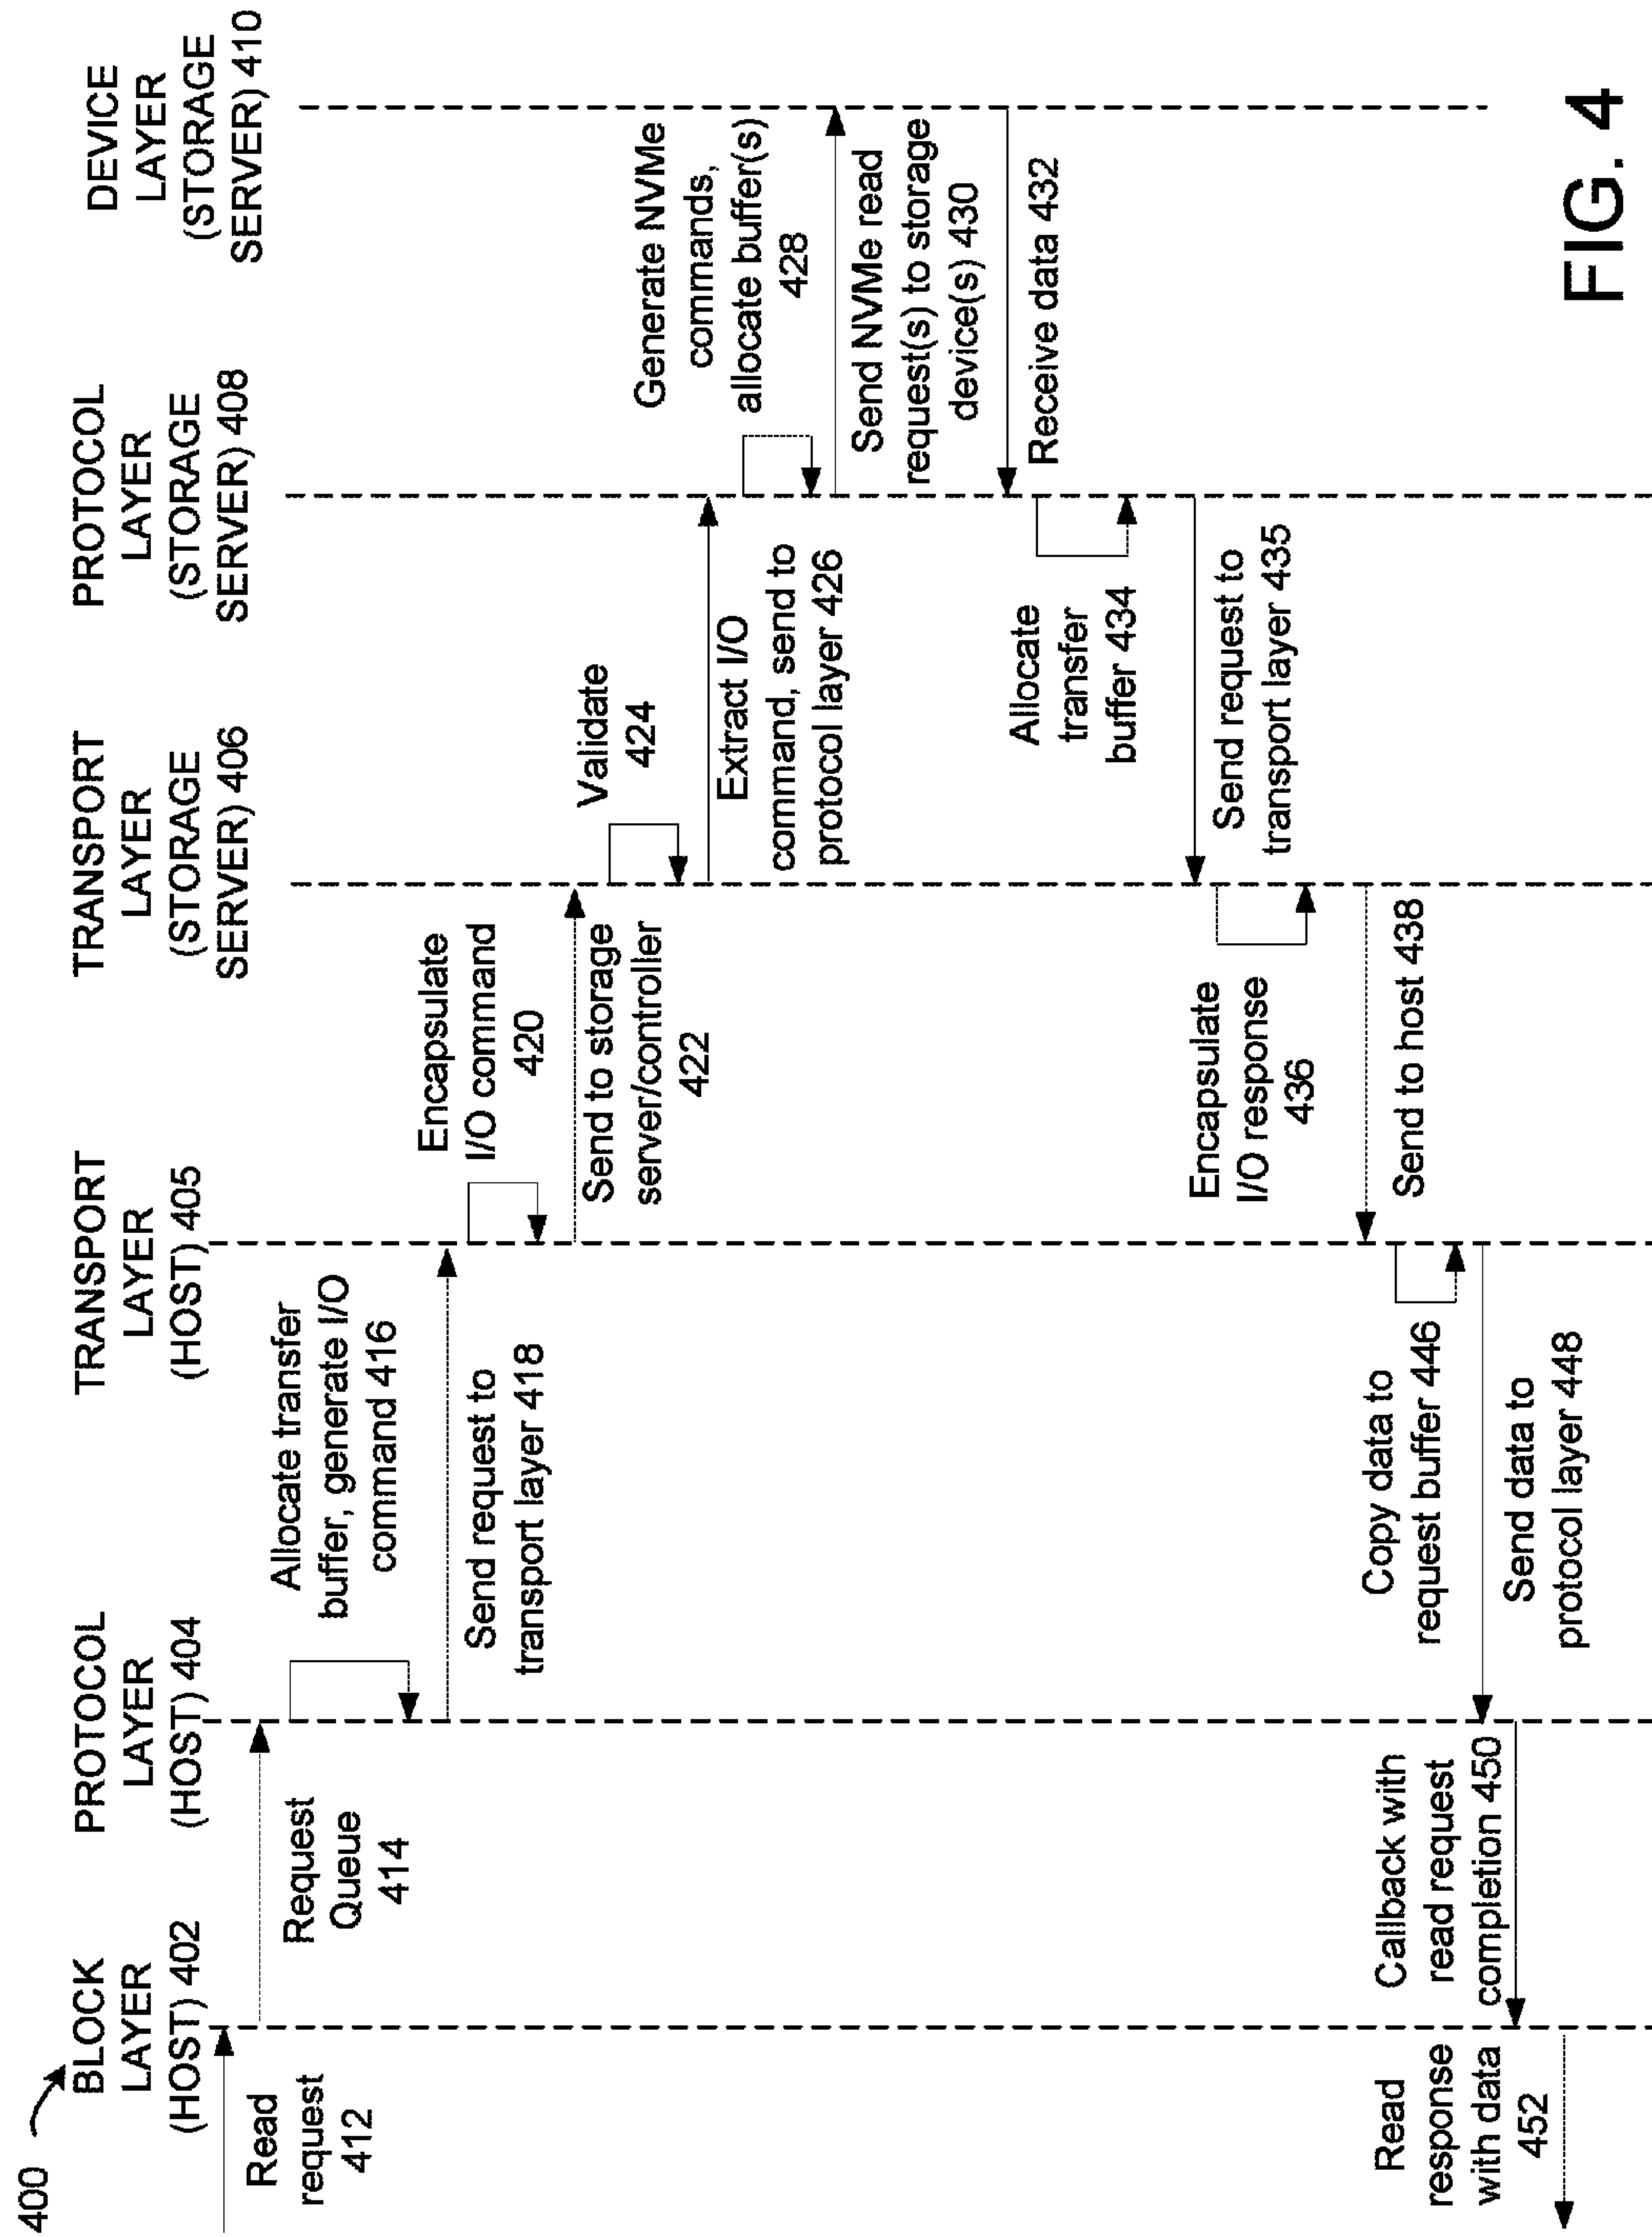 400
BLOCK
LAYER
(HOST) 402
PROTOCOL
LAYER
(HOST) 404
TRANSPORT
LAYER
(HOST) 405
TRANSPORT
LAYER
(STORAGE
SERVER) 406
PROTOCOL
LAYER
(STORAGE
SERVER) 408
DEVICE
LAYER
(STORAGE
SERVER) 410
Read
request
412
Request
Queue
414
Allocate transfer
buffer, generate I/O
command 416
Send request to
transport layer 418
Encapsulate
I/O command
420
Send to storage
server/controller
422
Validate
424
Extract I/O
command, send to
protocol layer 426
Generate NVMe
commands,
allocate buffer(s)
428
Send NVMe read
request(s) to storage
device(s) 430
Receive data 432
Allocate
transfer
buffer 434
Send request to
transport layer 435
Encapsulate
I/O response
436
Send to host 438
Copy data to
request buffer 446
Send data to
protocol layer 448
Callback with
read request
completion 450
Read
response
with data
452
FIG. 4